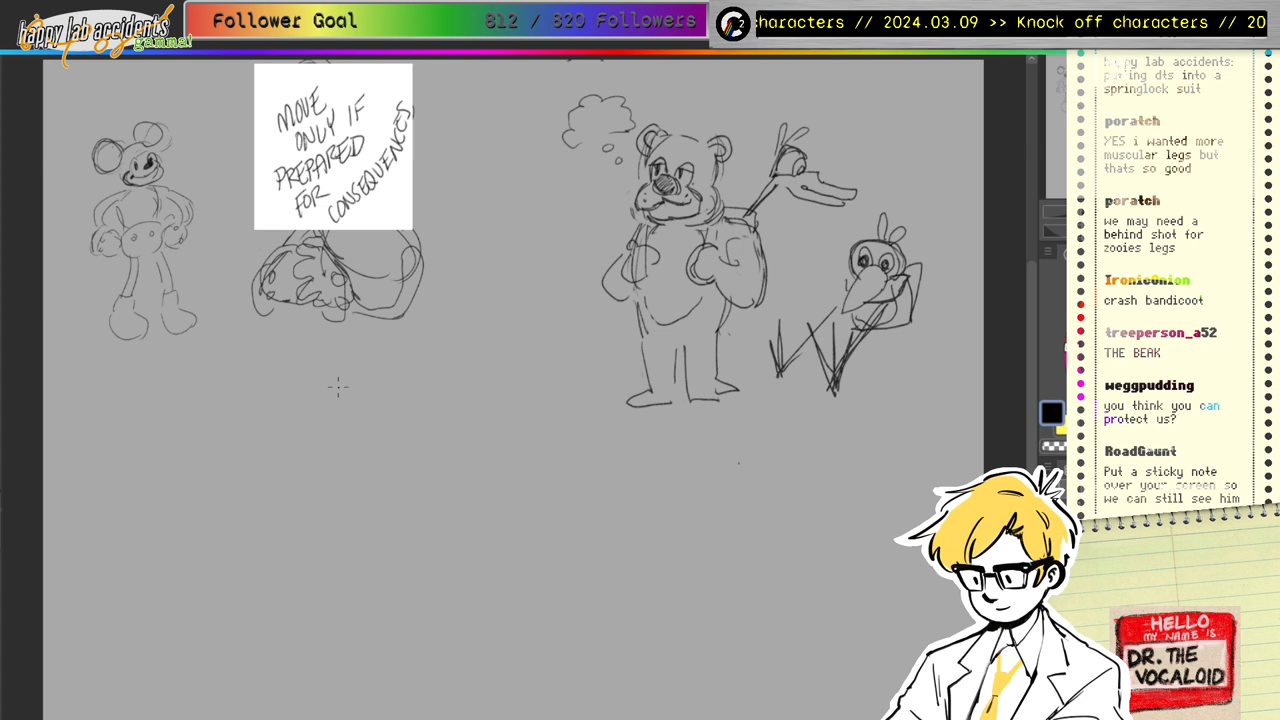 happy lab accidents
gamma!
Follower Goal
812 / 820 Followers
characters // 2024.03.09 >> Knock off characters // 20
MOVE
ONLY IF
PREPARED
FOR
CONSEQUENCES,
happy lab accidents:
putting dts into a
springlock suit
poratch
YES i wanted more
muscular legs but
thats so good
poratch
we may need a
behind shot for
zooies legs
IronicOnion
crash bandicoot
treeperson_a52
THE BEAK
weggpudding
you think you can
protect us?
RoadGaunt
Put a sticky note
over your screen so
we can still see him
HELLO
MY NAME IS
DR. THE
VOCALOID